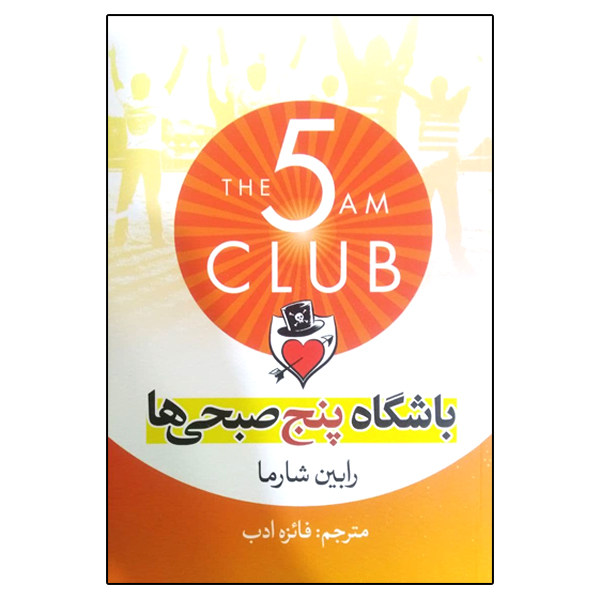 THE 5 AM
CLUB
باشگاه پنج صبحی‌ها
رابین شارما
مترجم: فائزه ادب